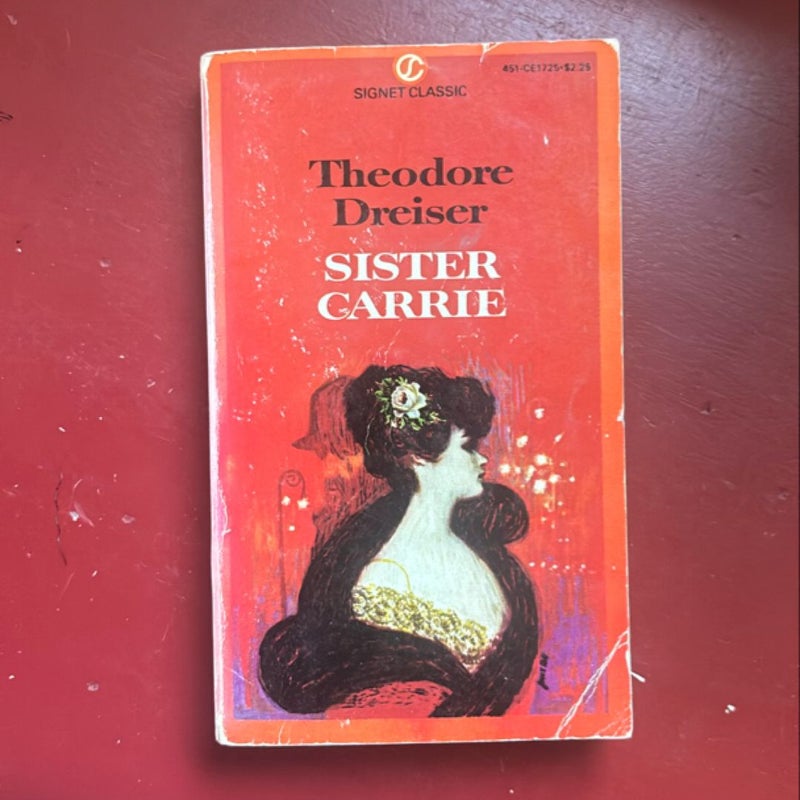 451-CE1725•$2.25
SIGNET CLASSIC
Theodore
Dreiser
SISTER
CARRIE